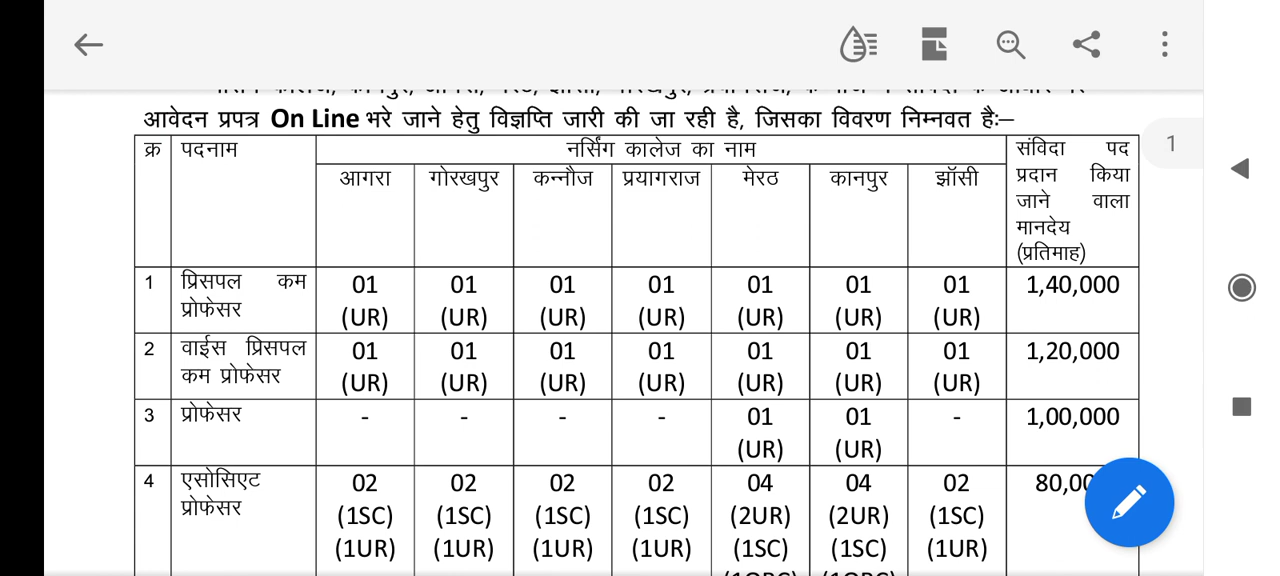 आवेदन प्रपत्र On Line भरे जाने हेतु विज्ञप्ति जारी की जा रही है, जिसका विवरण निम्नवत है:–
1
क्र पदनाम नर्सिंग कालेज का नाम संविदा पद प्रदान किया जाने वाला मानदेय (प्रतिमाह)
आगरा गोरखपुर कन्नौज प्रयागराज मेरठ कानपुर झॉसी
1 प्रिसपल कम 01 01 01 01 01 01 01 1,40,000
प्रोफेसर (UR) (UR) (UR) (UR) (UR) (UR) (UR)
2 वाईस प्रिसपल 01 01 01 01 01 01 01 1,20,000
कम प्रोफेसर (UR) (UR) (UR) (UR) (UR) (UR) (UR)
3 प्रोफेसर - - - - 01 01 - 1,00,000
(UR) (UR)
4 एसोसिएट 02 02 02 02 04 04 02 80,00
प्रोफेसर (1SC) (1SC) (1SC) (1SC) (2UR) (2UR) (1SC)
(1UR) (1UR) (1UR) (1UR) (1SC) (1SC) (1UR)